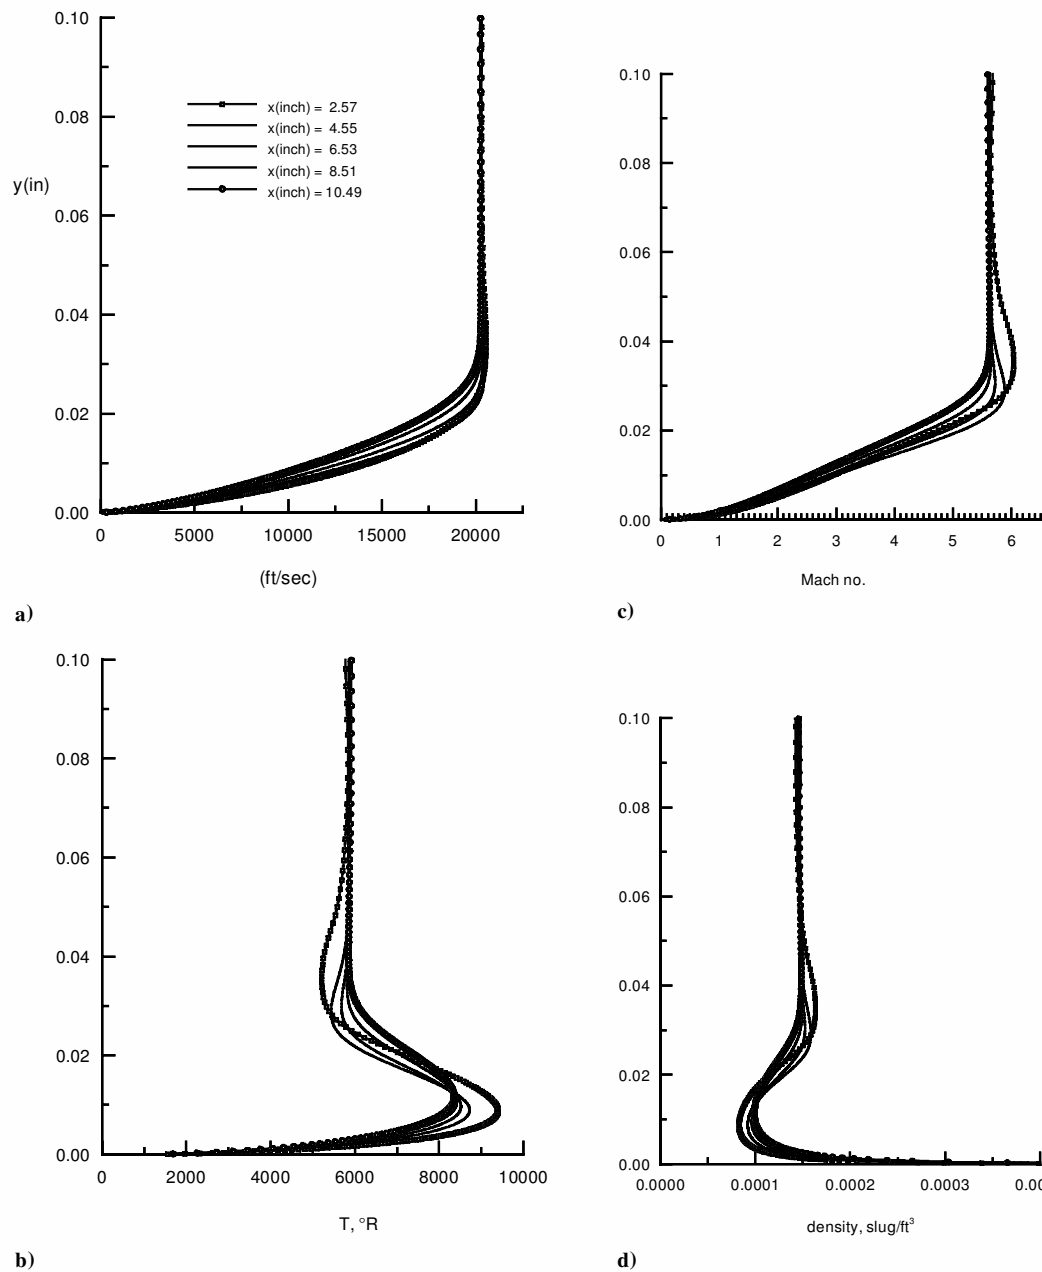 0.10
0.08
y(in)
0.06
0.04
0.02
0.00
x(inch) = 2.57
x(inch) = 4.55
x(inch) = 6.53
x(inch) = 8.51
x(inch) = 10.49
0 5000 10000 15000 20000
(ft/sec)
a)
0.10
0.08
0.06
0.04
0.02
0.00
0 1 2 3 4 5 6
Mach no.
c)
0.10
0.08
0.06
0.04
0.02
0.00
0 2000 4000 6000 8000 10000
T, °R
b)
0.10
0.08
0.06
0.04
0.02
0.00
0.0000 0.0001 0.0002 0.0003 0.00
density, slug/ft³
d)